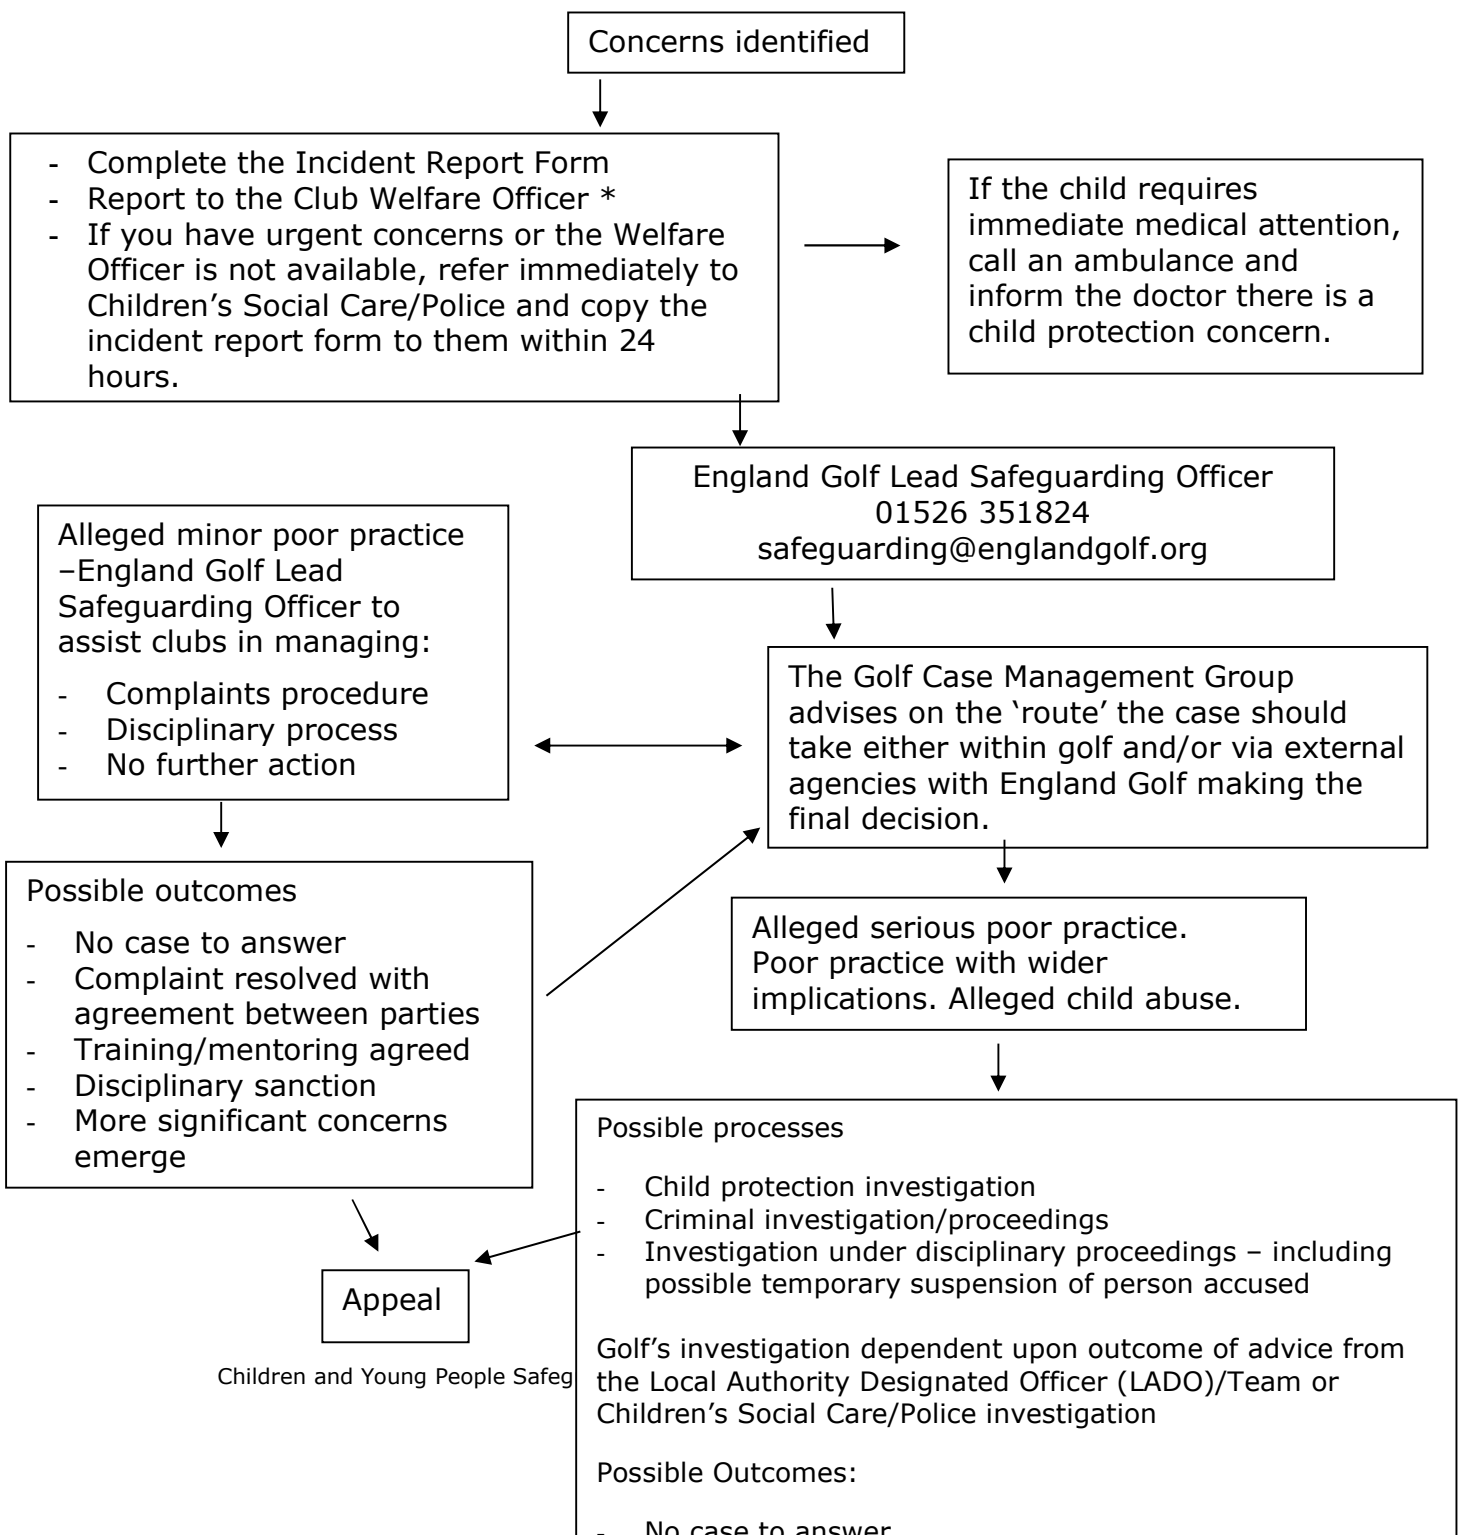 Concerns identified
- Complete the Incident Report Form
- Report to the Club Welfare Officer *
- If you have urgent concerns or the Welfare
Officer is not available, refer immediately to
Children’s Social Care/Police and copy the
incident report form to them within 24
hours.
If the child requires
immediate medical attention,
call an ambulance and
inform the doctor there is a
child protection concern.
England Golf Lead Safeguarding Officer
01526 351824
safeguarding@englandgolf.org
Alleged minor poor practice
–England Golf Lead
Safeguarding Officer to
assist clubs in managing:
- Complaints procedure
- Disciplinary process
- No further action
The Golf Case Management Group
advises on the ‘route’ the case should
take either within golf and/or via external
agencies with England Golf making the
final decision.
Possible outcomes
- No case to answer
- Complaint resolved with
agreement between parties
- Training/mentoring agreed
- Disciplinary sanction
- More significant concerns
emerge
Alleged serious poor practice.
Poor practice with wider
implications. Alleged child abuse.
Possible processes
- Child protection investigation
- Criminal investigation/proceedings
- Investigation under disciplinary proceedings – including
possible temporary suspension of person accused
Golf’s investigation dependent upon outcome of advice from
the Local Authority Designated Officer (LADO)/Team or
Children’s Social Care/Police investigation
Possible Outcomes:
- No case to answer
Appeal
Children and Young People Safeg